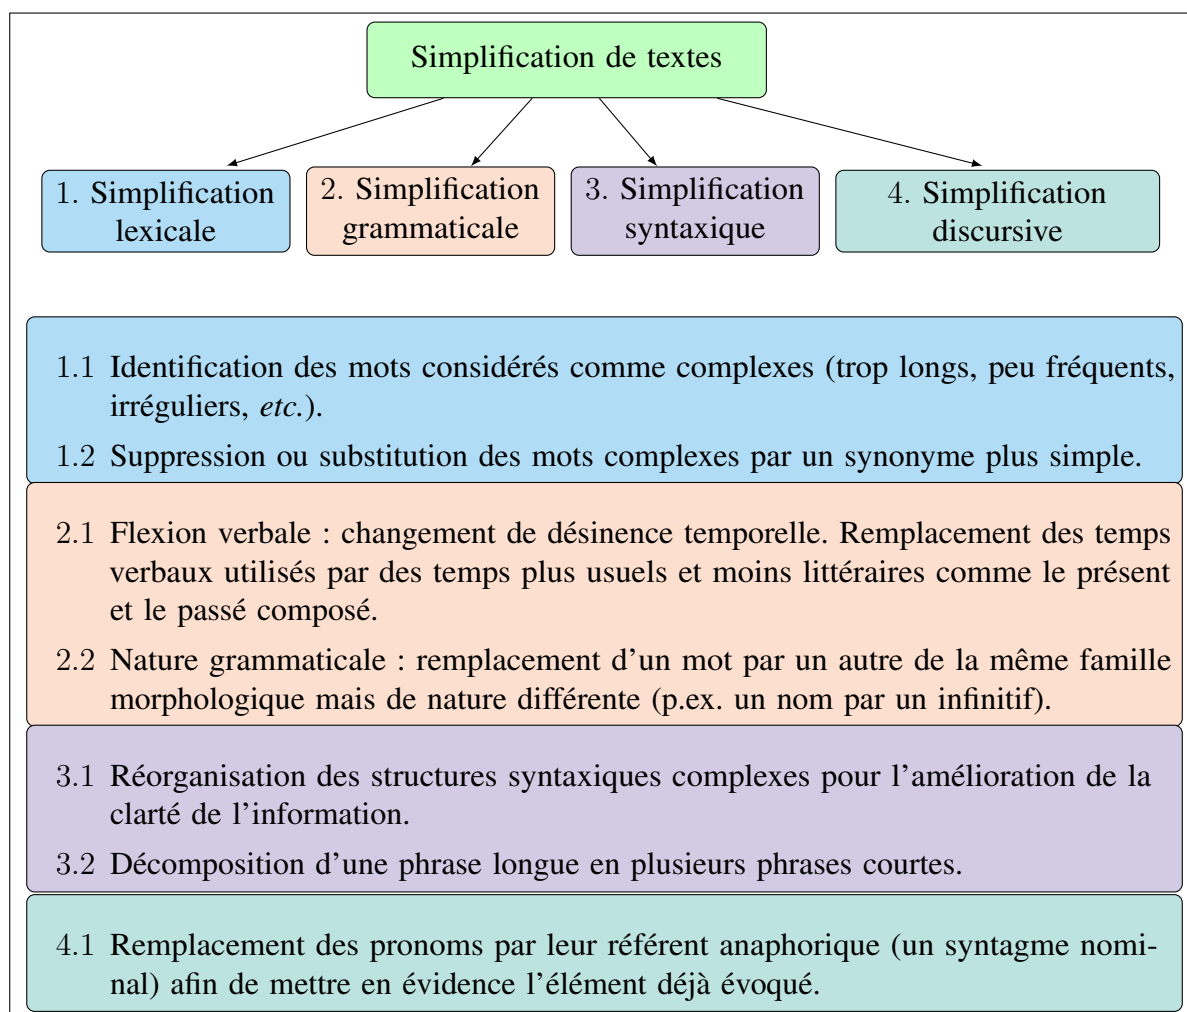 Simplification de textes
1. Simplification
lexicale
2. Simplification
grammaticale
3. Simplification
syntaxique
4. Simplification
discursive
1.1 Identification des mots considérés comme complexes (trop longs, peu fréquents,
irréguliers, etc.).
1.2 Suppression ou substitution des mots complexes par un synonyme plus simple.
2.1 Flexion verbale : changement de désinence temporelle. Remplacement des temps
verbaux utilisés par des temps plus usuels et moins littéraires comme le présent
et le passé composé.
2.2 Nature grammaticale : remplacement d'un mot par un autre de la même famille
morphologique mais de nature différente (p.ex. un nom par un infinitif).
3.1 Réorganisation des structures syntaxiques complexes pour l'amélioration de la
clarté de l'information.
3.2 Décomposition d'une phrase longue en plusieurs phrases courtes.
4.1 Remplacement des pronoms par leur référent anaphorique (un syntagme nomi-
nal) afin de mettre en évidence l'élément déjà évoqué.